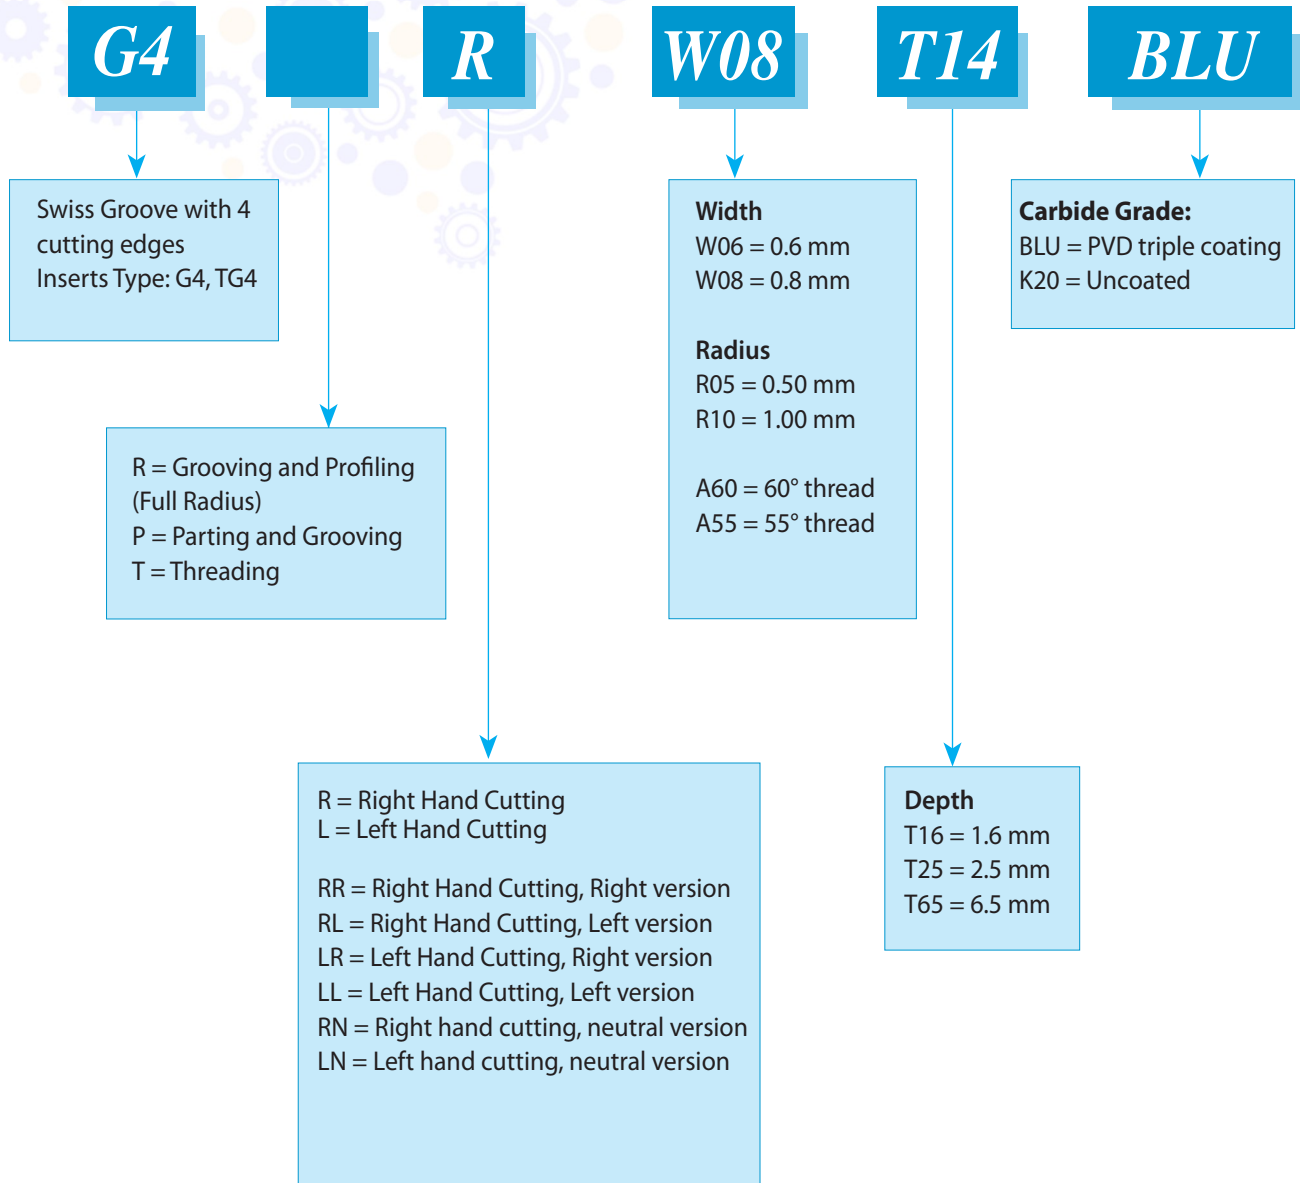 G4
R
W08
T14
BLU
Swiss Groove with 4
cutting edges
Inserts Type: G4, TG4
R = Grooving and Profiling
(Full Radius)
P = Parting and Grooving
T = Threading
R = Right Hand Cutting
L = Left Hand Cutting
RR = Right Hand Cutting, Right version
RL = Right Hand Cutting, Left version
LR = Left Hand Cutting, Right version
LL = Left Hand Cutting, Left version
RN = Right hand cutting, neutral version
LN = Left hand cutting, neutral version
Width
W06 = 0.6 mm
W08 = 0.8 mm
Radius
R05 = 0.50 mm
R10 = 1.00 mm
A60 = 60° thread
A55 = 55° thread
Depth
T16 = 1.6 mm
T25 = 2.5 mm
T65 = 6.5 mm
Carbide Grade:
BLU = PVD triple coating
K20 = Uncoated